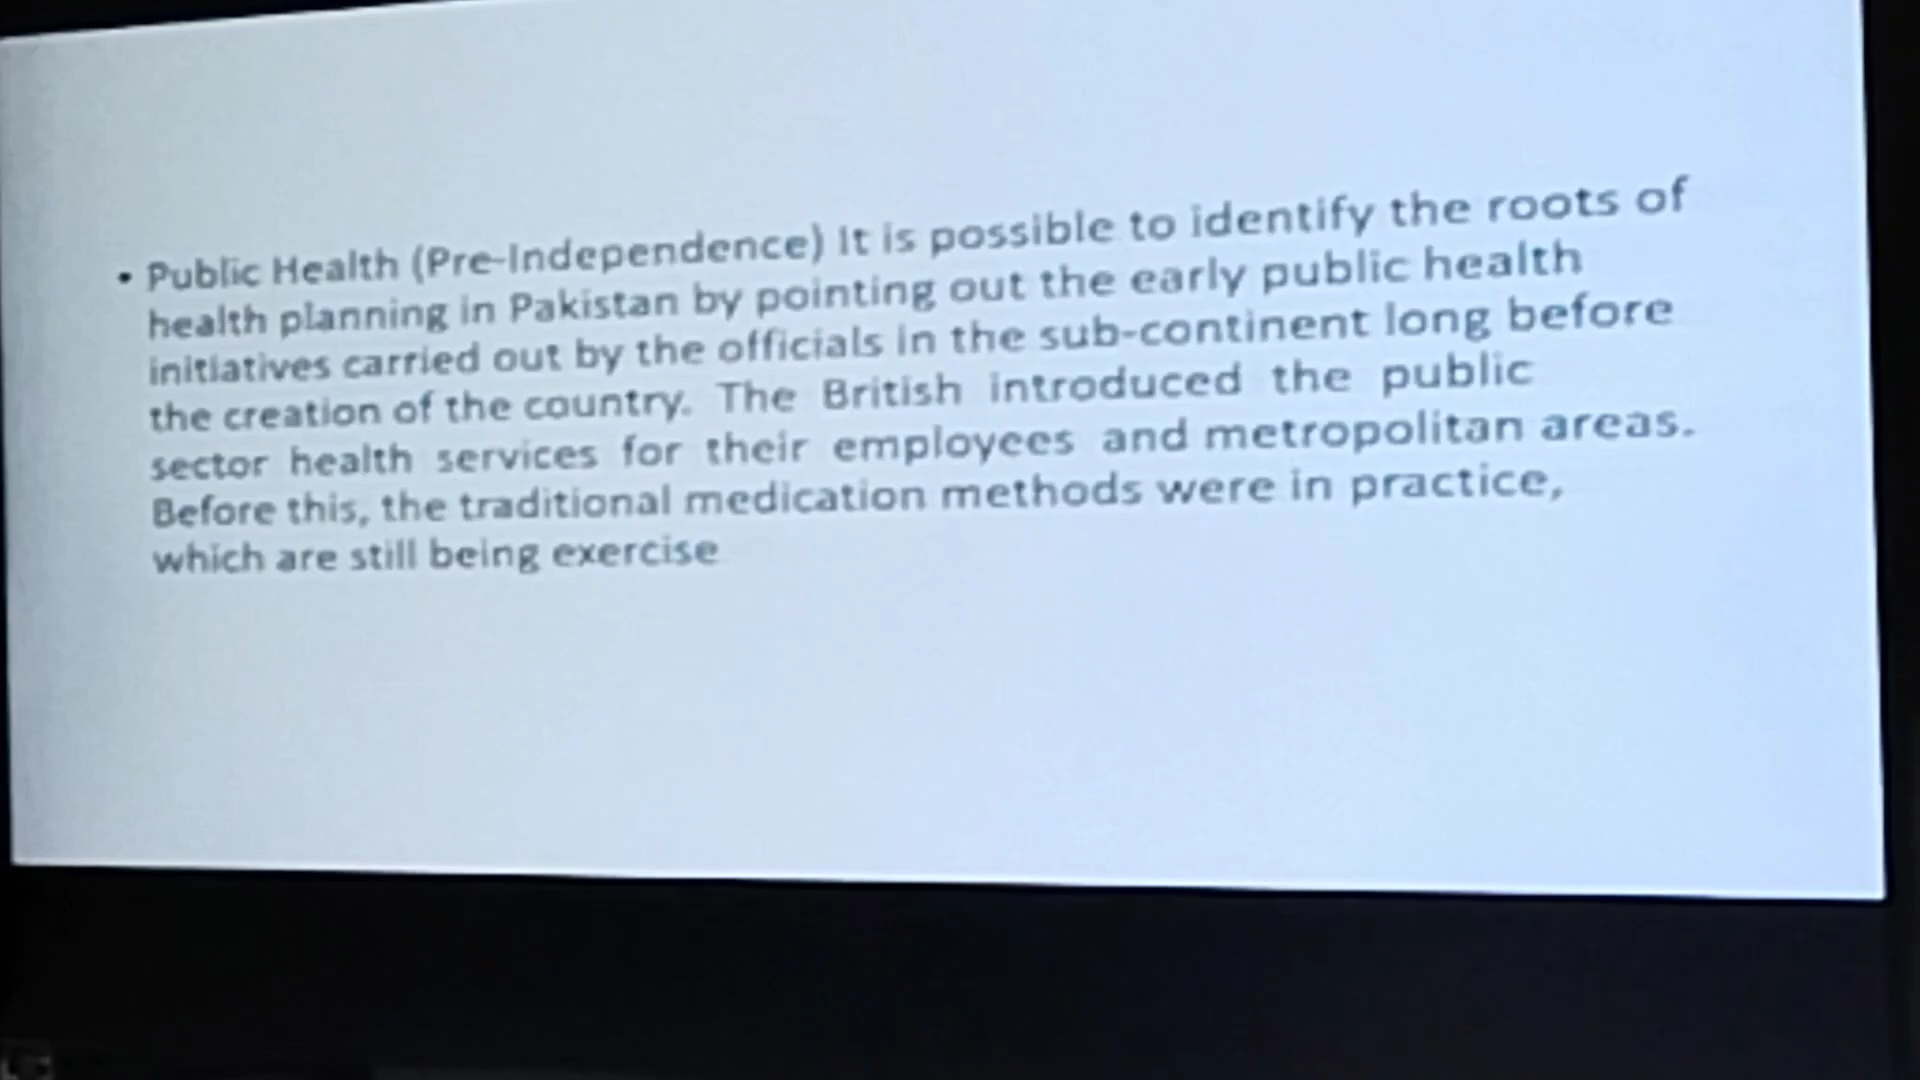 • Public Health (Pre-Independence) It is possible to identify the roots of
health planning in Pakistan by pointing out the early public health
initiatives carried out by the officials in the sub-continent long before
the creation of the country. The British introduced the public
sector health services for their employees and metropolitan areas.
Before this, the traditional medication methods were in practice,
which are still being exercise